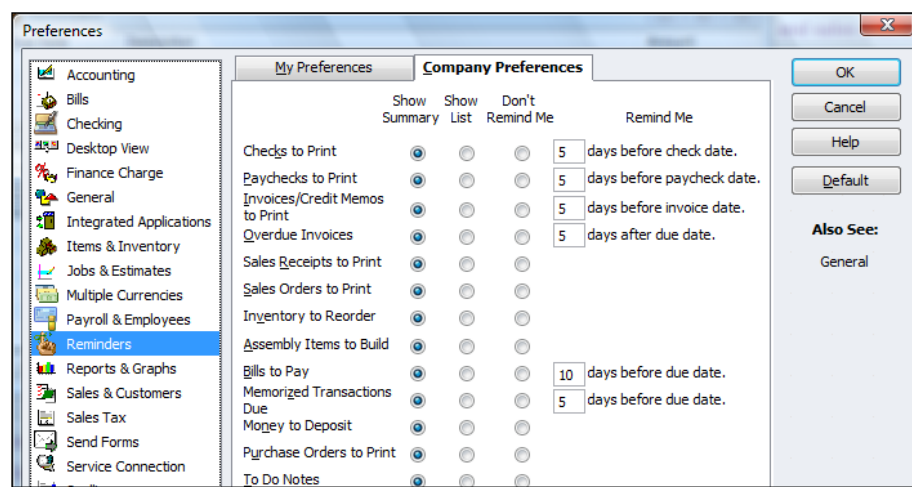 Preferences
Accounting
Bills
Checking
Desktop View
Finance Charge
General
Integrated Applications
Items & Inventory
Jobs & Estimates
Multiple Currencies
Payroll & Employees
Reminders
Reports & Graphs
Sales & Customers
Sales Tax
Send Forms
Service Connection
My Preferences
Company Preferences
Show Summary
Show List
Don't Remind Me
Remind Me
Checks to Print 5 days before check date.
Paychecks to Print 5 days before paycheck date.
Invoices/Credit Memos
to Print 5 days before invoice date.
Overdue Invoices 5 days after due date.
Sales Receipts to Print
Sales Orders to Print
Inventory to Reorder
Assembly Items to Build
Bills to Pay 10 days before due date.
Memorized Transactions
Due 5 days before due date.
Money to Deposit
Purchase Orders to Print
To Do Notes
OK
Cancel
Help
Default
Also See:
General